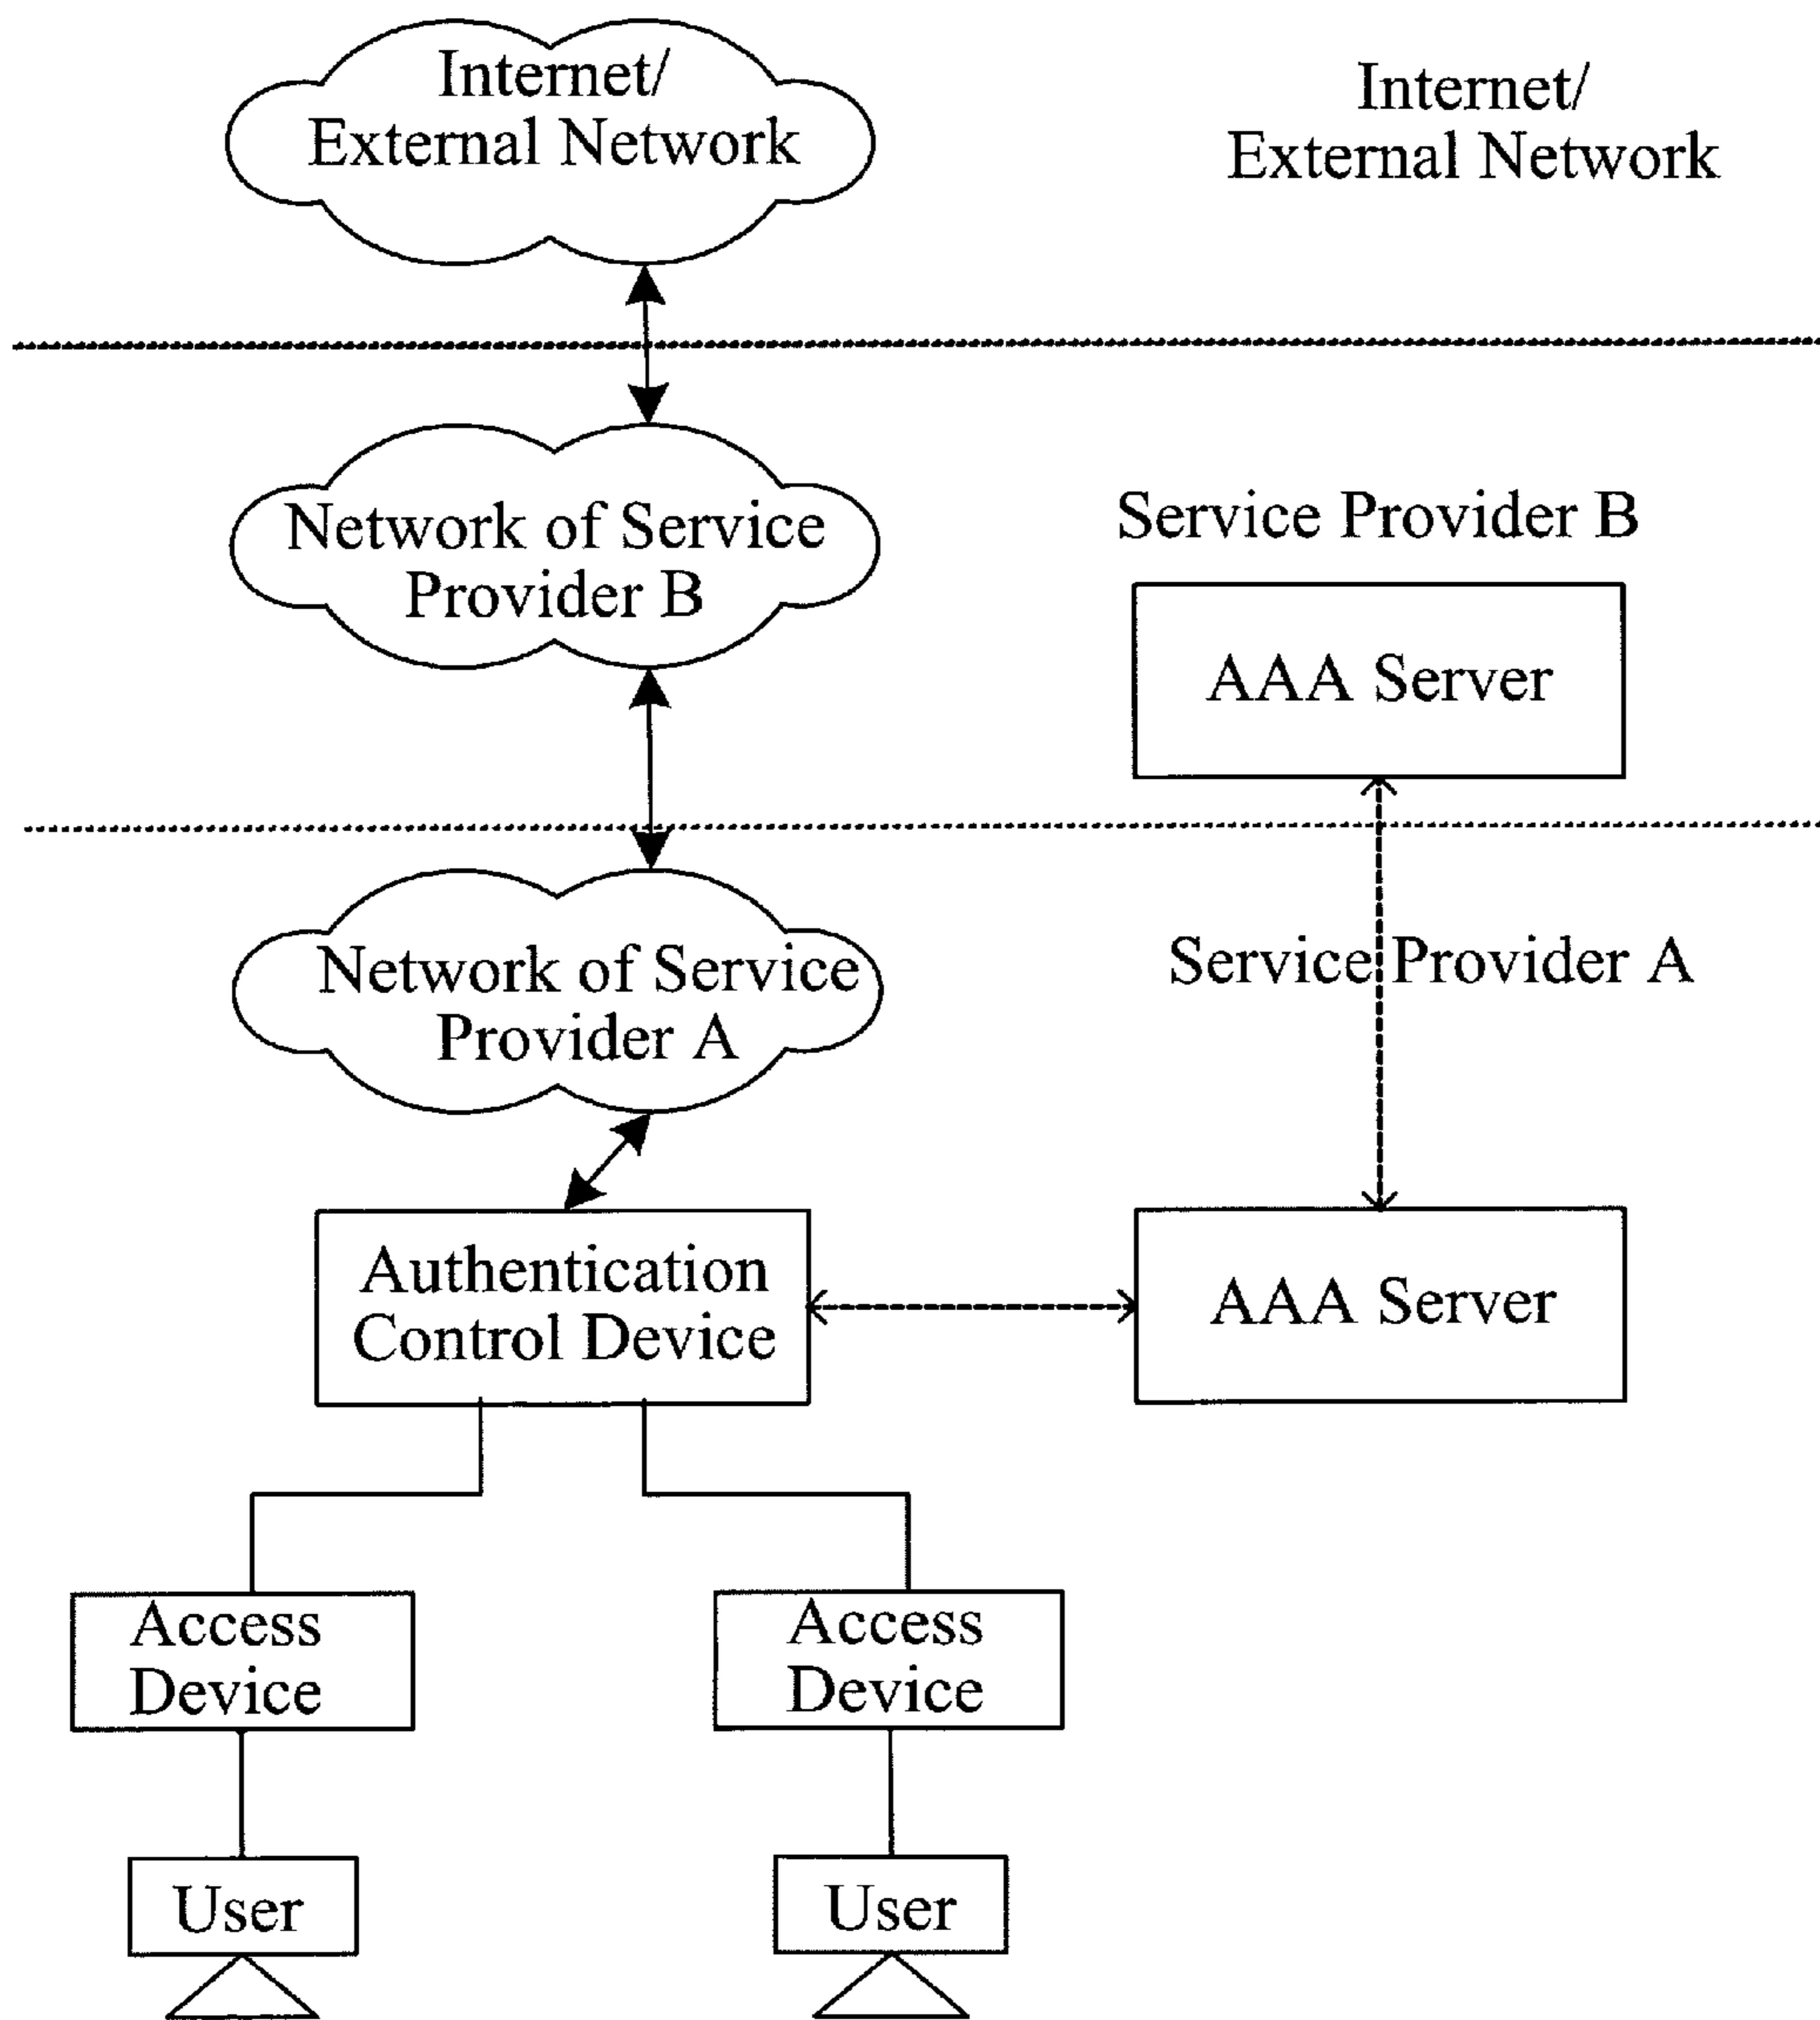 Internet/
External Network
Internet/
External Network
Network of Service
Provider B
Service Provider B
AAA Server
Network of Service
Provider A
Service Provider A
Authentication
Control Device
AAA Server
Access
Device
Access
Device
User
User